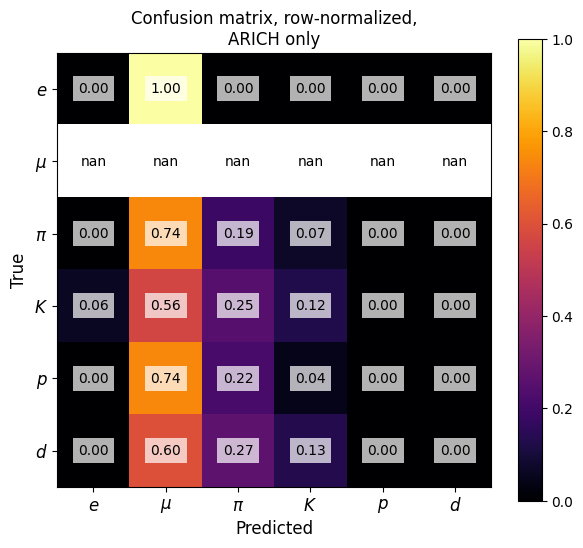 Confusion matrix, row-normalized,
ARICH only
e 0.00 1.00 0.00 0.00 0.00 0.00
μ nan nan nan nan nan nan
π 0.00 0.74 0.19 0.07 0.00 0.00
K 0.06 0.56 0.25 0.12 0.00 0.00
p 0.00 0.74 0.22 0.04 0.00 0.00
d 0.00 0.60 0.27 0.13 0.00 0.00
e μ π K p d
Predicted
True
1.0
0.8
0.6
0.4
0.2
0.0